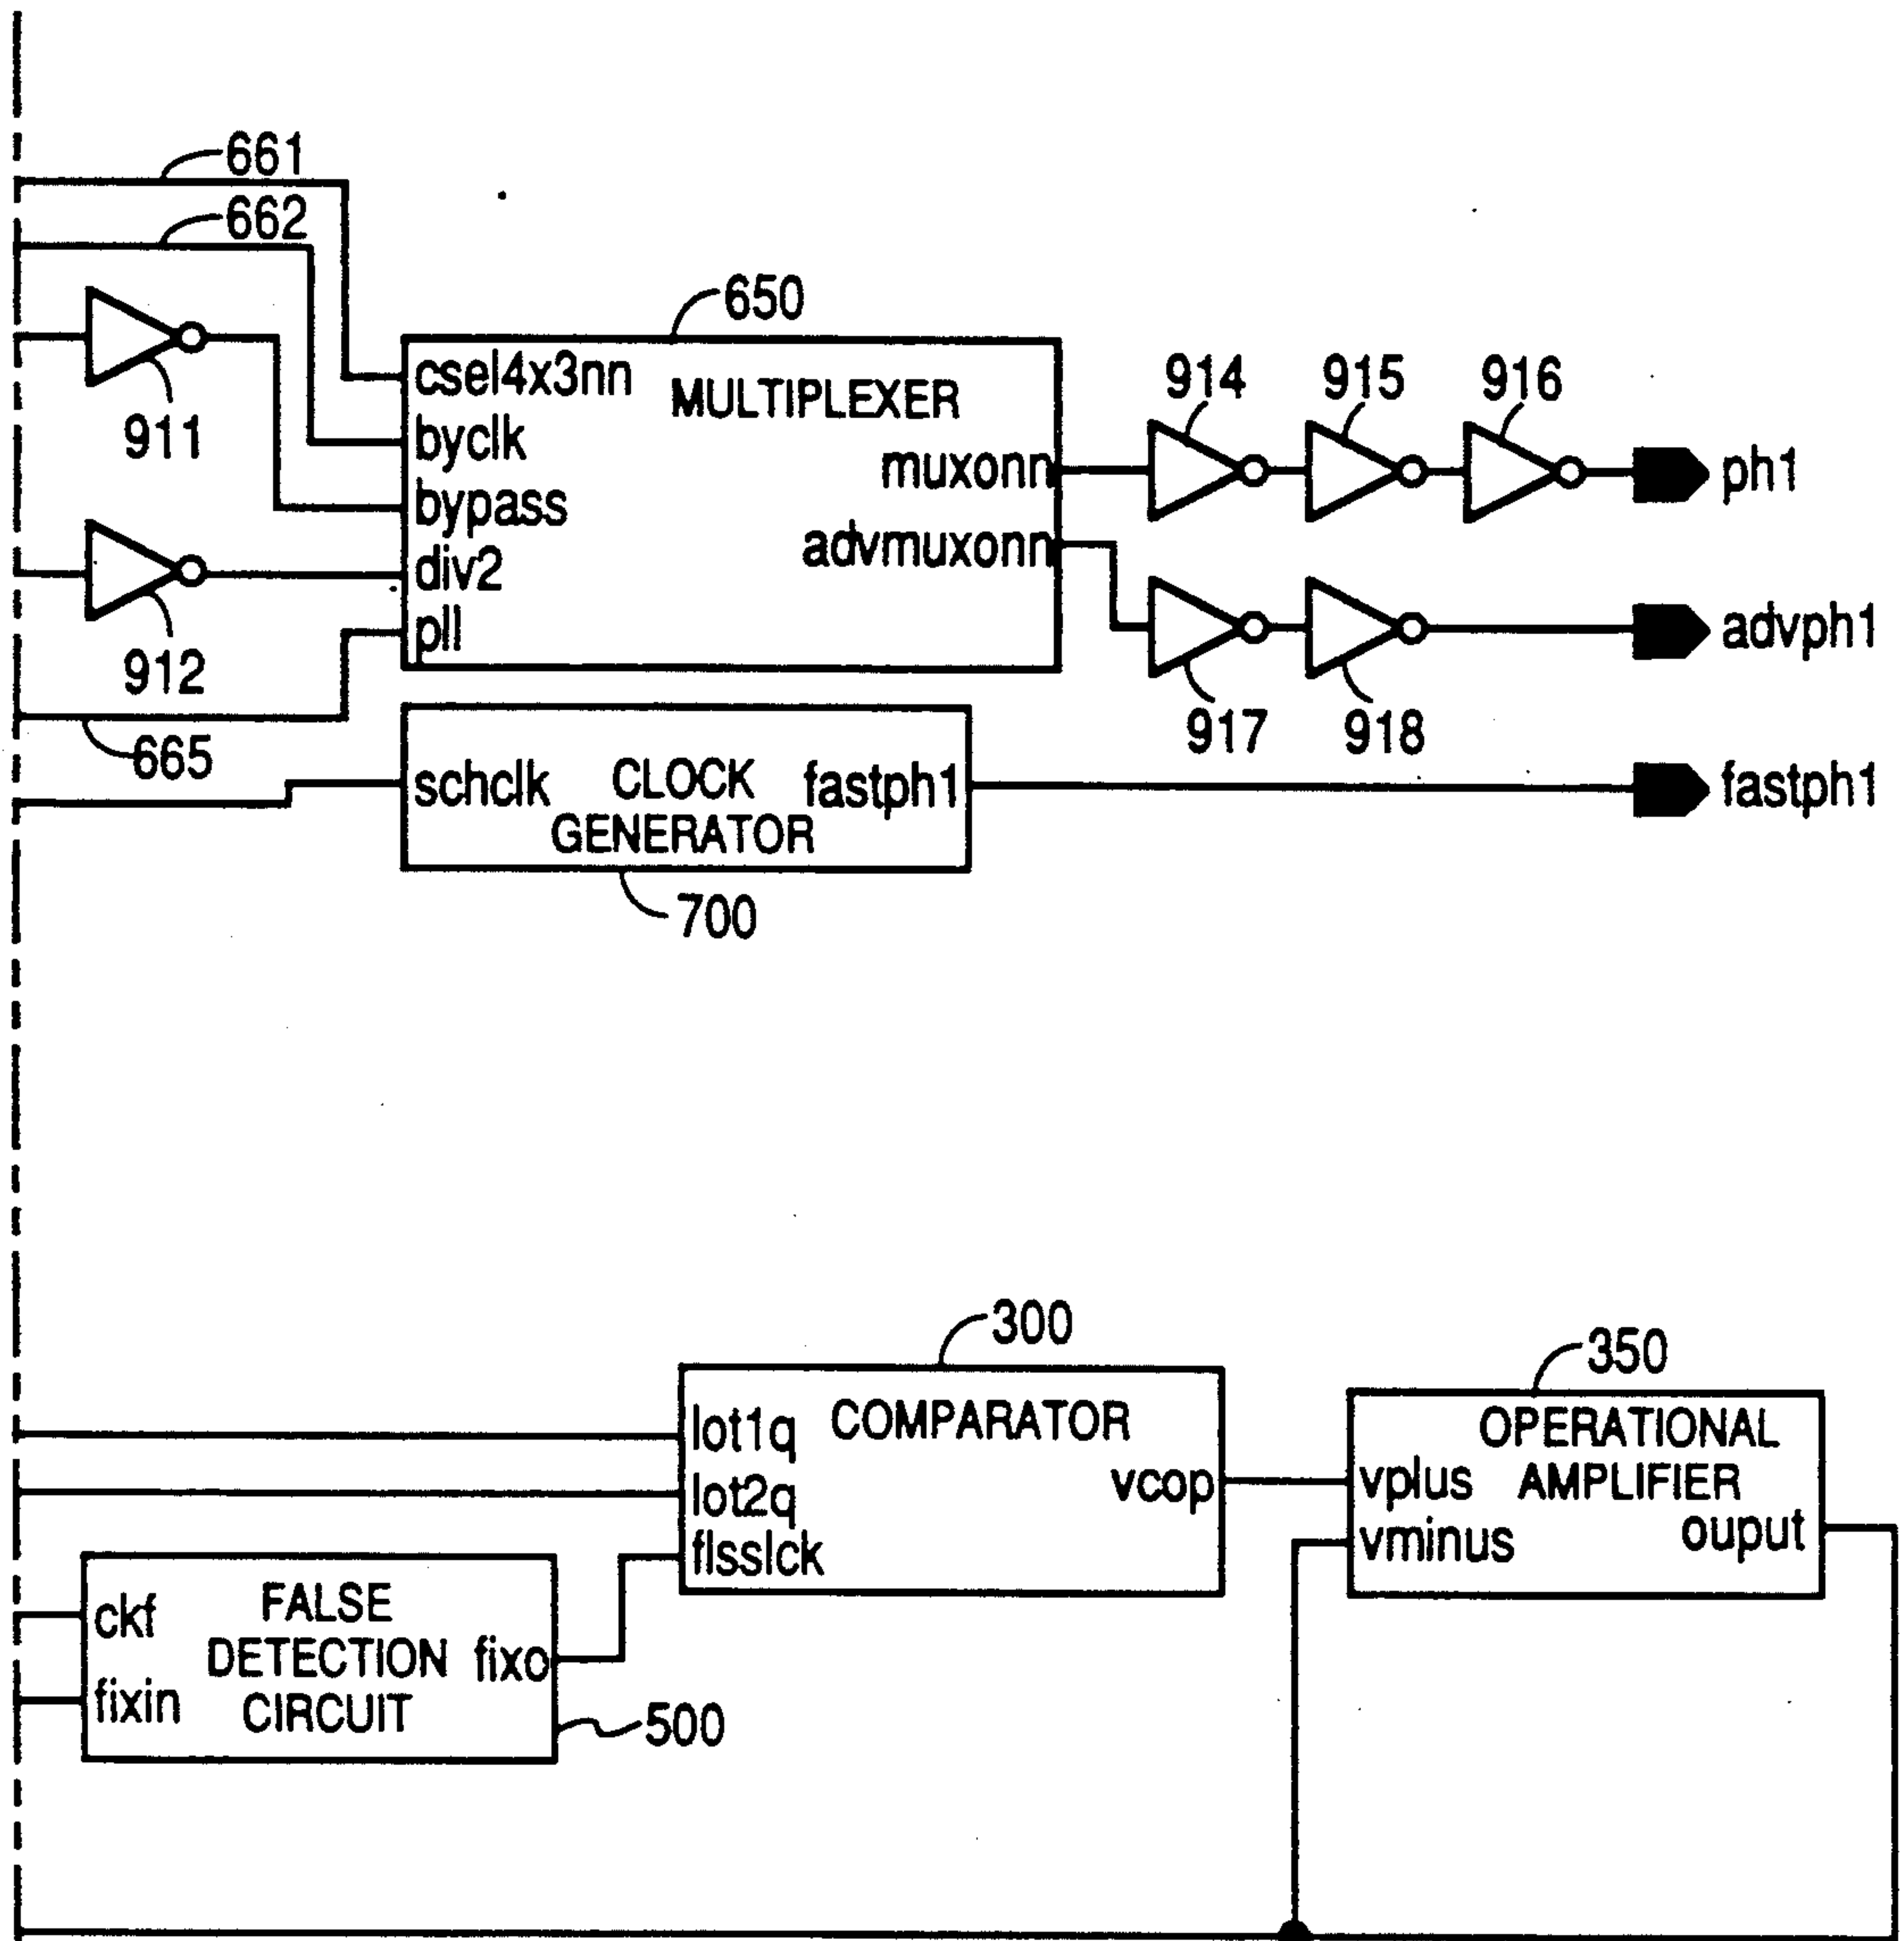 661
662
911
912
665
650
csel4x3nn
MULTIPLEXER
byclk
bypass
div2
pll
muxonn
advmuxonn
914
915
916
ph1
917
918
advph1
schclk
CLOCK
GENERATOR
fastph1
fastph1
700
300
lot1q
COMPARATOR
lot2q
flsslck
vcop
350
OPERATIONAL
AMPLIFIER
vplus
vminus
ouput
ckf
fixin
FALSE
DETECTION
CIRCUIT
fixo
500